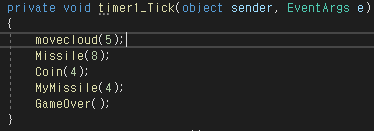 private void timer1_Tick(object sender, EventArgs e)
{
movecloud(5);
Missile(8);
Coin(4);
MyMissile(4);
GameOver();
}